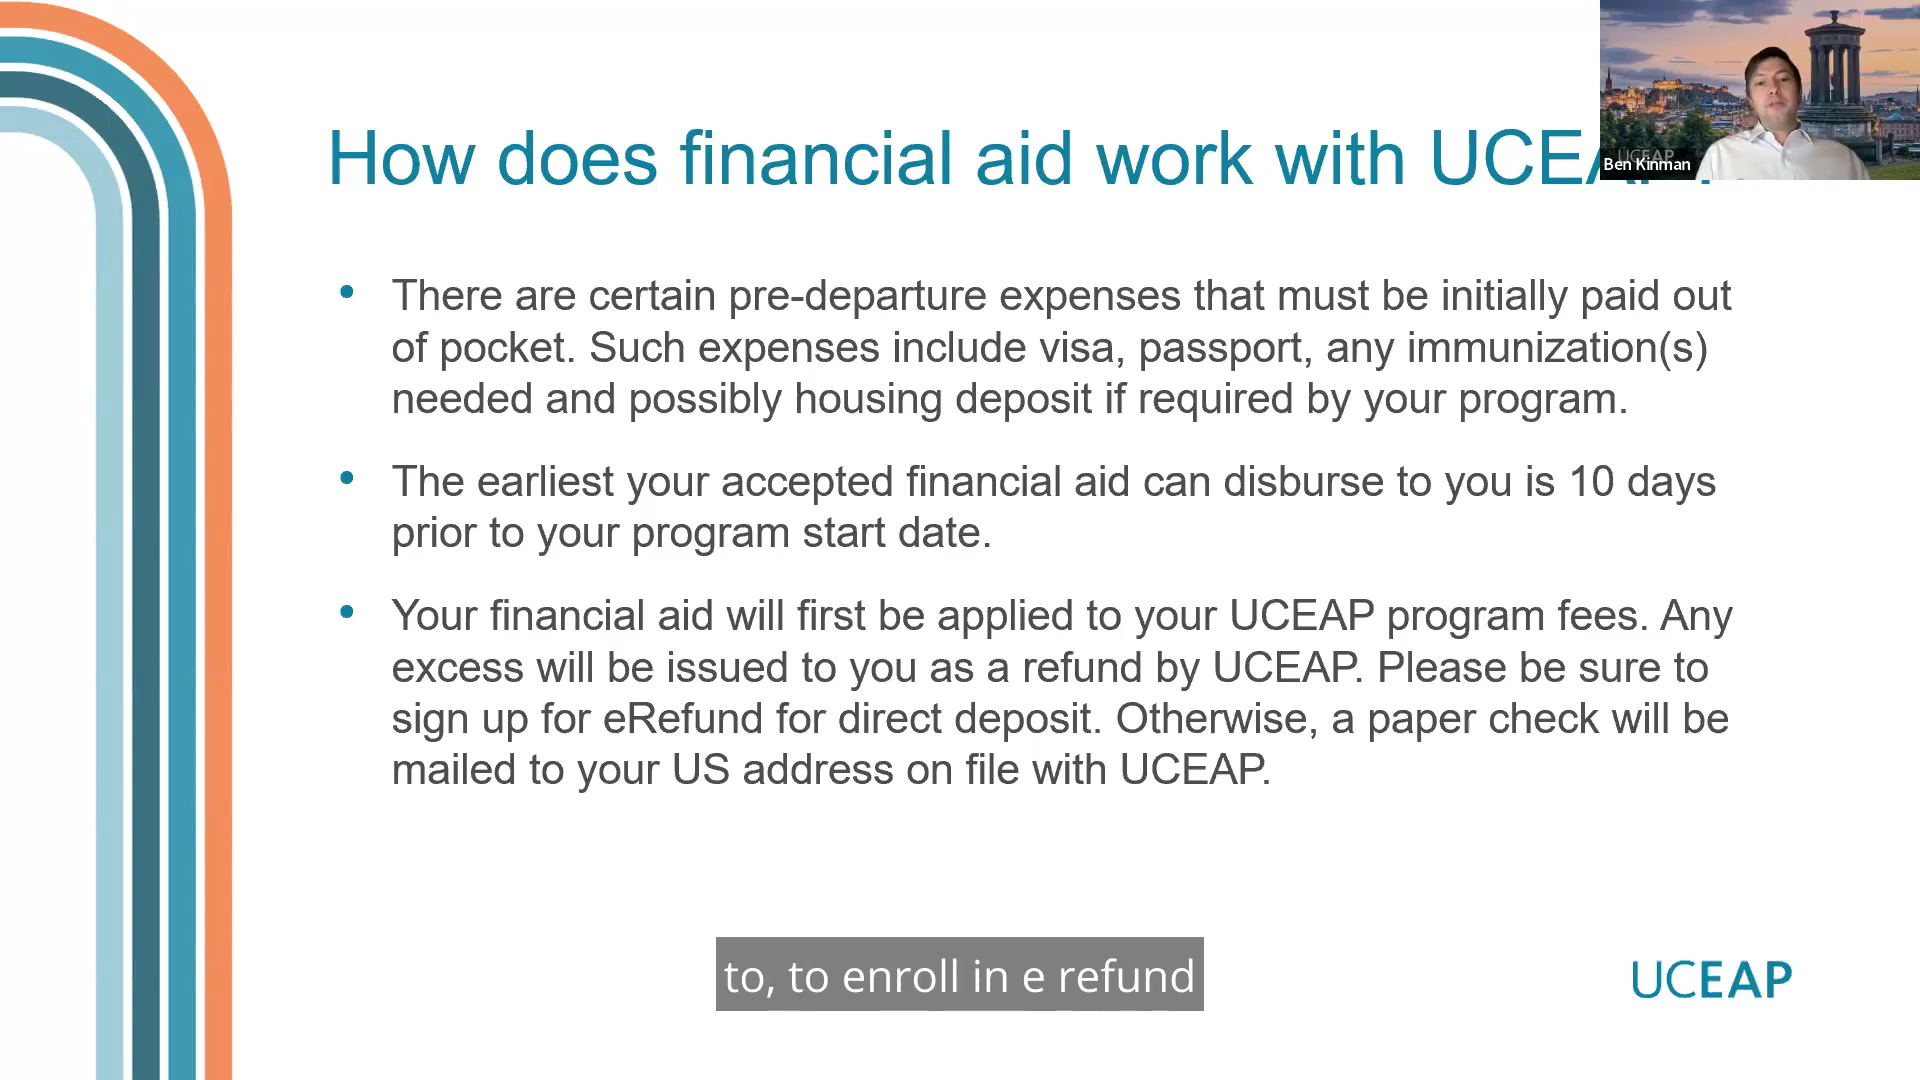 How does financial aid work with UCEA
UCEAP
Ben Kinman
• There are certain pre-departure expenses that must be initially paid out
of pocket. Such expenses include visa, passport, any immunization(s)
needed and possibly housing deposit if required by your program.
• The earliest your accepted financial aid can disburse to you is 10 days
prior to your program start date.
• Your financial aid will first be applied to your UCEAP program fees. Any
excess will be issued to you as a refund by UCEAP. Please be sure to
sign up for eRefund for direct deposit. Otherwise, a paper check will be
mailed to your US address on file with UCEAP.
to, to enroll in e refund
UCEAP